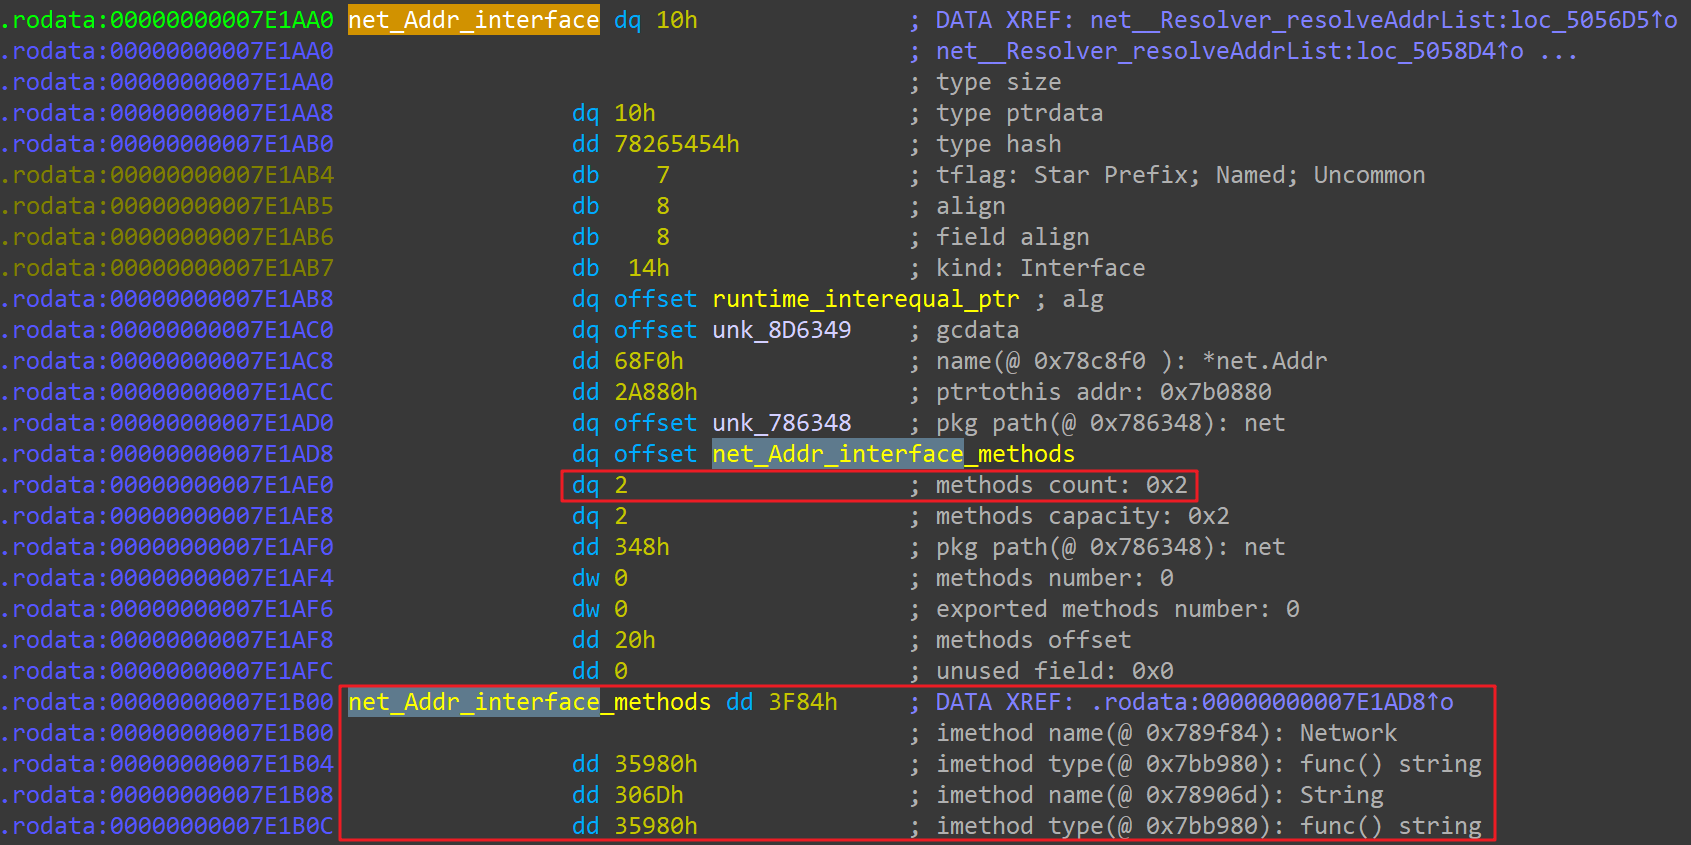 .rodata:00000000007E1AA0 net_Addr_interface dq 10h ; DATA XREF: net__Resolver_resolveAddrList:loc_5056D5↑o
.rodata:00000000007E1AA0 ; net__Resolver_resolveAddrList:loc_5058D4↑o ...
.rodata:00000000007E1AA0 ; type size
.rodata:00000000007E1AA8 dq 10h ; type ptrdata
.rodata:00000000007E1AB0 dd 78265454h ; type hash
.rodata:00000000007E1AB4 db 7 ; tflag: Star Prefix; Named; Uncommon
.rodata:00000000007E1AB5 db 8 ; align
.rodata:00000000007E1AB6 db 8 ; field align
.rodata:00000000007E1AB7 db 14h ; kind: Interface
.rodata:00000000007E1AB8 dq offset runtime_interequal_ptr ; alg
.rodata:00000000007E1AC0 dq offset unk_8D6349 ; gcdata
.rodata:00000000007E1AC8 dd 68F0h ; name(@ 0x78c8f0 ): *net.Addr
.rodata:00000000007E1ACC dd 2A880h ; ptrtothis addr: 0x7b0880
.rodata:00000000007E1AD0 dq offset unk_786348 ; pkg path(@ 0x786348): net
.rodata:00000000007E1AD8 dq offset net_Addr_interface_methods
.rodata:00000000007E1AE0 dq 2 ; methods count: 0x2
.rodata:00000000007E1AE8 dq 2 ; methods capacity: 0x2
.rodata:00000000007E1AF0 dd 348h ; pkg path(@ 0x786348): net
.rodata:00000000007E1AF4 dw 0 ; methods number: 0
.rodata:00000000007E1AF6 dw 0 ; exported methods number: 0
.rodata:00000000007E1AF8 dd 20h ; methods offset
.rodata:00000000007E1AFC dd 0 ; unused field: 0x0
.rodata:00000000007E1B00 net_Addr_interface_methods dd 3F84h ; DATA XREF: .rodata:00000000007E1AD8↑o
.rodata:00000000007E1B00 ; imethod name(@ 0x789f84): Network
.rodata:00000000007E1B04 dd 35980h ; imethod type(@ 0x7bb980): func() string
.rodata:00000000007E1B08 dd 306Dh ; imethod name(@ 0x78906d): String
.rodata:00000000007E1B0C dd 35980h ; imethod type(@ 0x7bb980): func() string